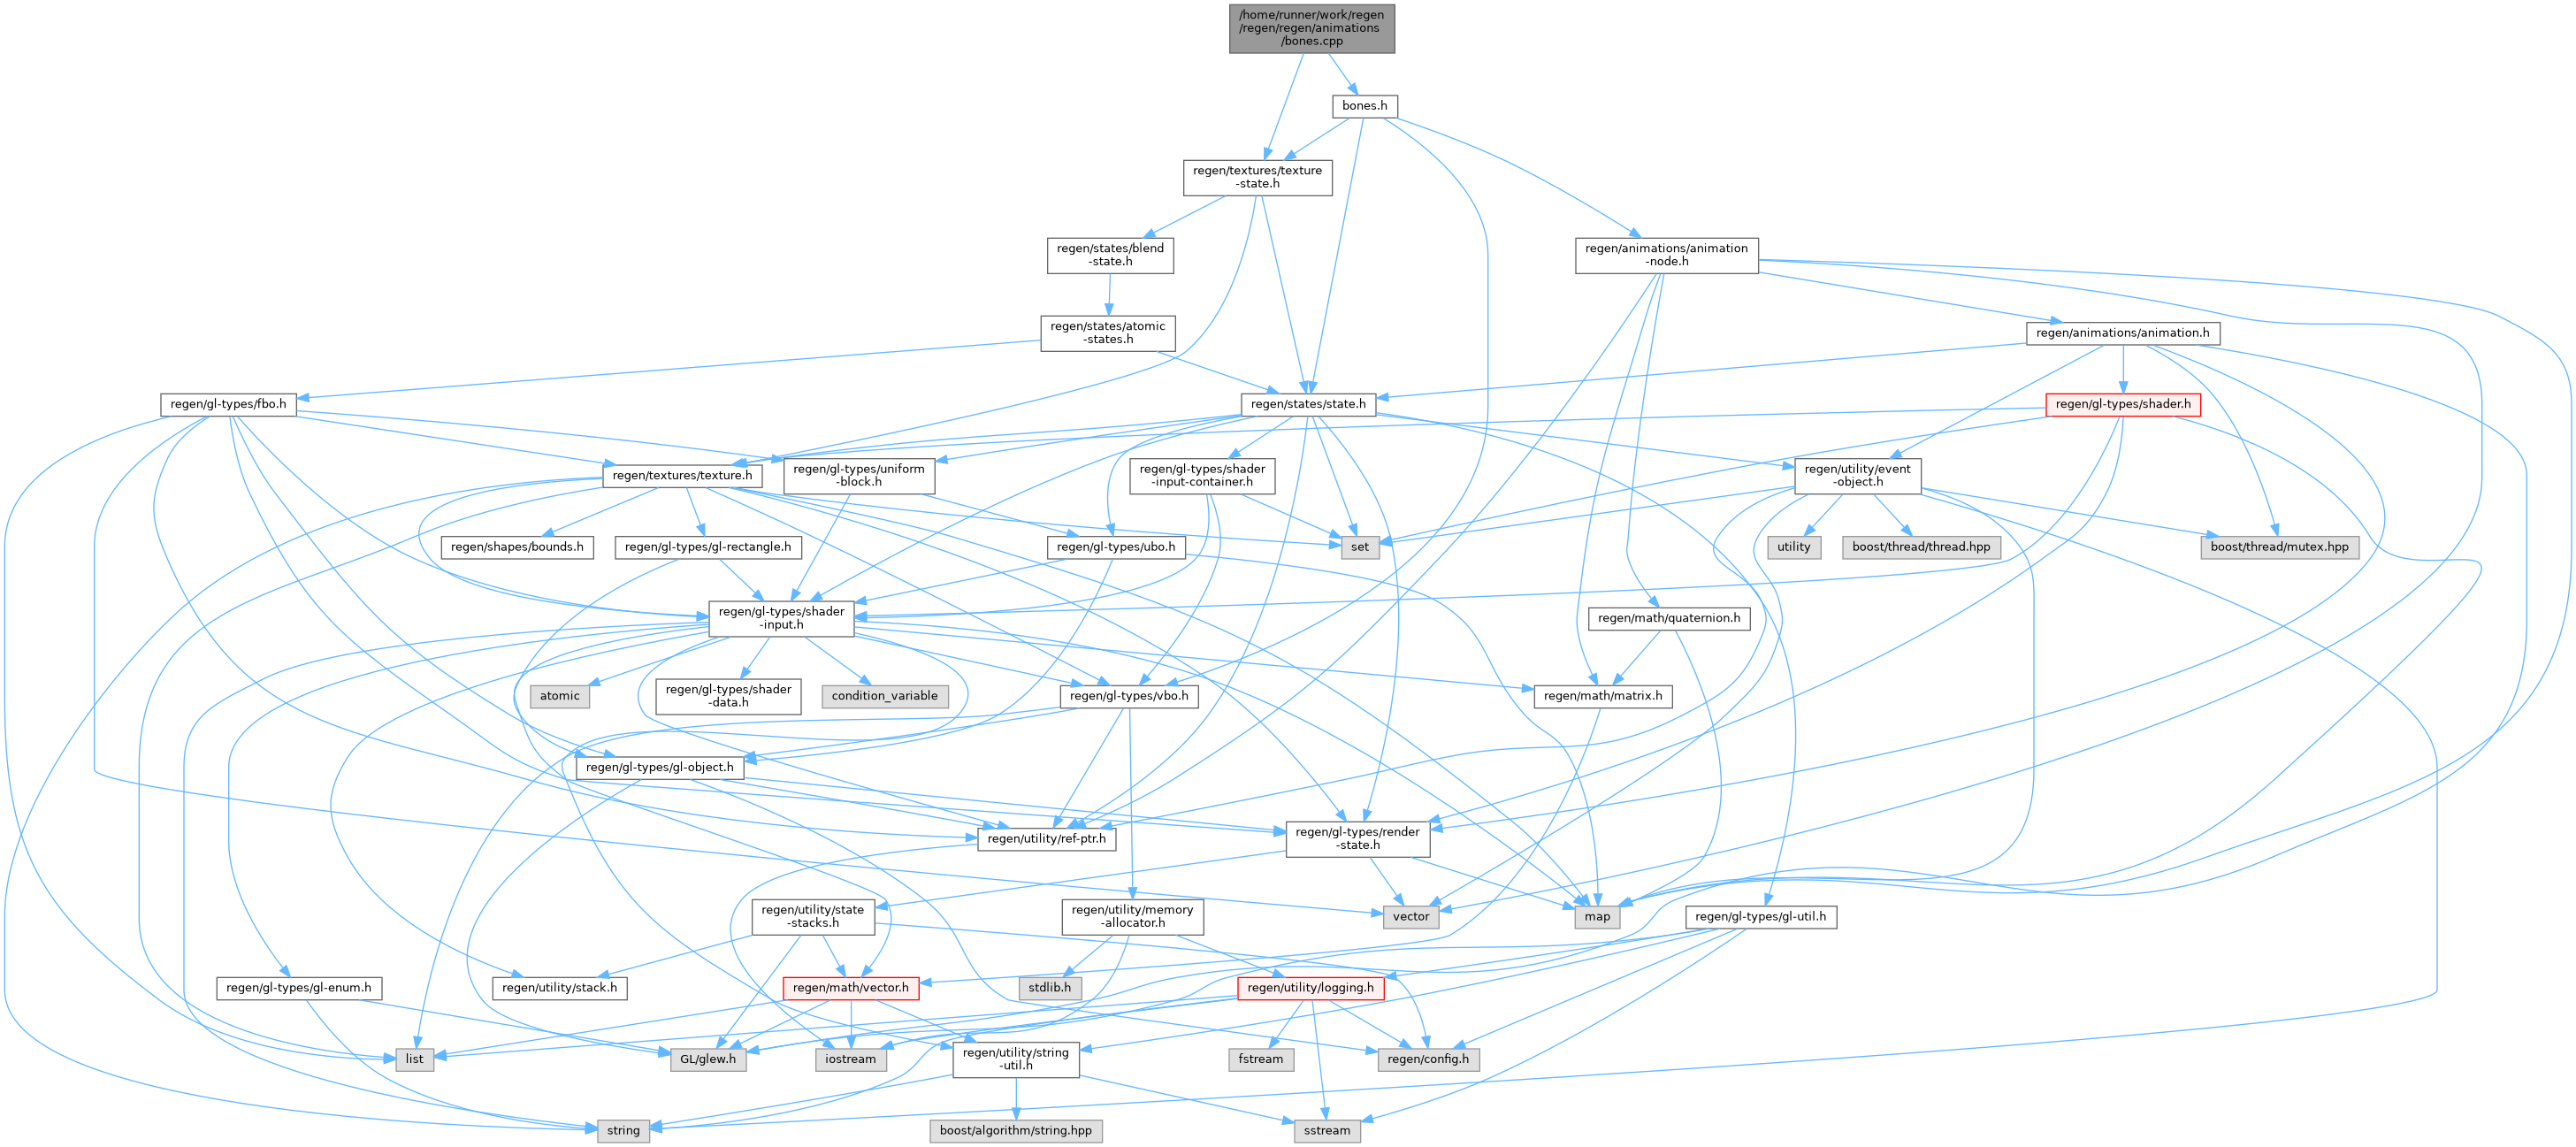 /home/runner/work/regen
/regen/regen/animations
/bones.cpp
bones.h
regen/textures/texture
-state.h
regen/states/blend
-state.h
regen/animations/animation
-node.h
regen/states/atomic
-states.h
regen/animations/animation.h
regen/gl-types/fbo.h
regen/states/state.h
regen/gl-types/shader.h
regen/textures/texture.h
regen/gl-types/uniform
-block.h
regen/gl-types/shader
-input-container.h
regen/utility/event
-object.h
regen/shapes/bounds.h
regen/gl-types/gl-rectangle.h
regen/gl-types/ubo.h
set
utility
boost/thread/thread.hpp
boost/thread/mutex.hpp
regen/gl-types/shader
-input.h
regen/math/quaternion.h
atomic
regen/gl-types/shader
-data.h
condition_variable
regen/gl-types/vbo.h
regen/math/matrix.h
regen/gl-types/gl-object.h
regen/utility/ref-ptr.h
regen/gl-types/render
-state.h
regen/utility/state
-stacks.h
regen/utility/memory
-allocator.h
vector
map
regen/gl-types/gl-util.h
regen/gl-types/gl-enum.h
regen/utility/stack.h
regen/math/vector.h
stdlib.h
regen/utility/logging.h
list
GL/glew.h
iostream
regen/utility/string
-util.h
fstream
regen/config.h
string
boost/algorithm/string.hpp
sstream